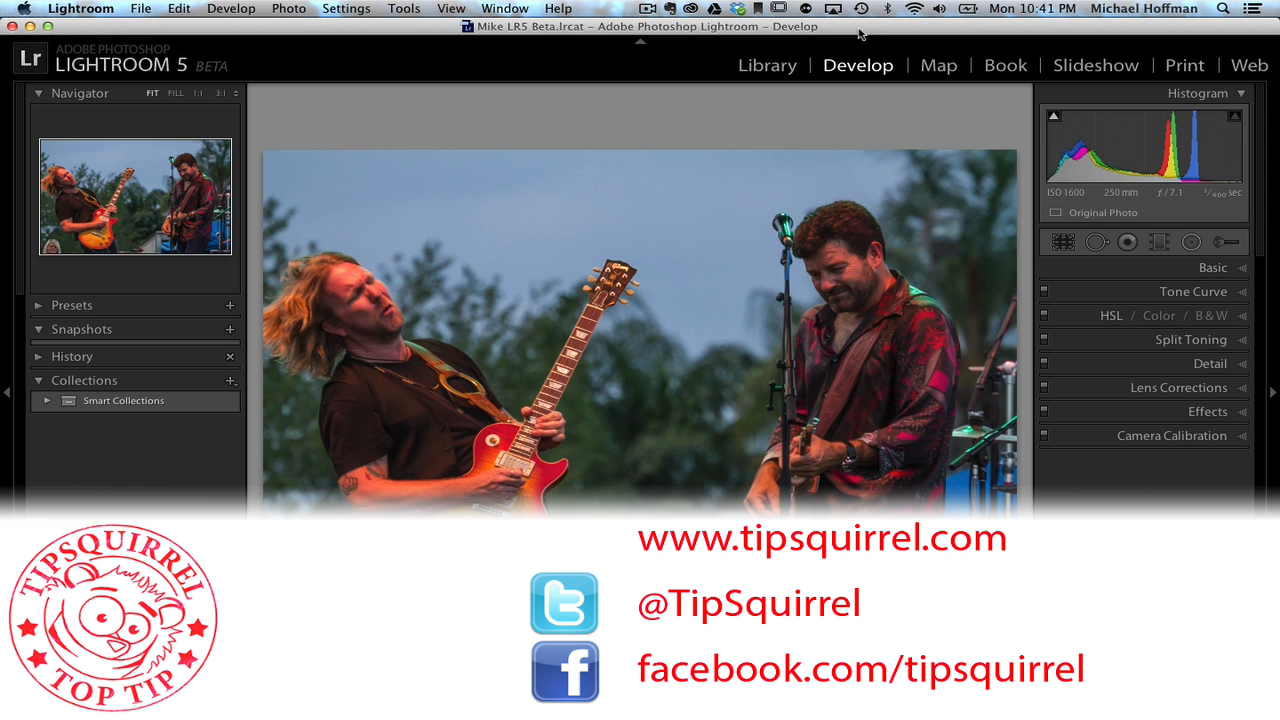 Lightroom File Edit Develop Photo Settings Tools View Window Help Mon 10:41 PM Michael Hoffman
Mike LR5 Beta.lrcat – Adobe Photoshop Lightroom – Develop
Lr
ADOBE PHOTOSHOP
LIGHTROOM 5 BETA
Library | Develop | Map | Book | Slideshow | Print | Web
Navigator FIT FILL 1:1 3:1
Histogram
ISO 1600 250 mm ƒ / 7.1 1/400 sec
Original Photo
Presets
Snapshots
History
Collections
Smart Collections
Basic
Tone Curve
HSL / Color / B & W
Split Toning
Detail
Lens Corrections
Effects
Camera Calibration
Gibson
TIPSQUIRREL
TOP TIP
www.tipsquirrel.com
@TipSquirrel
facebook.com/tipsquirrel